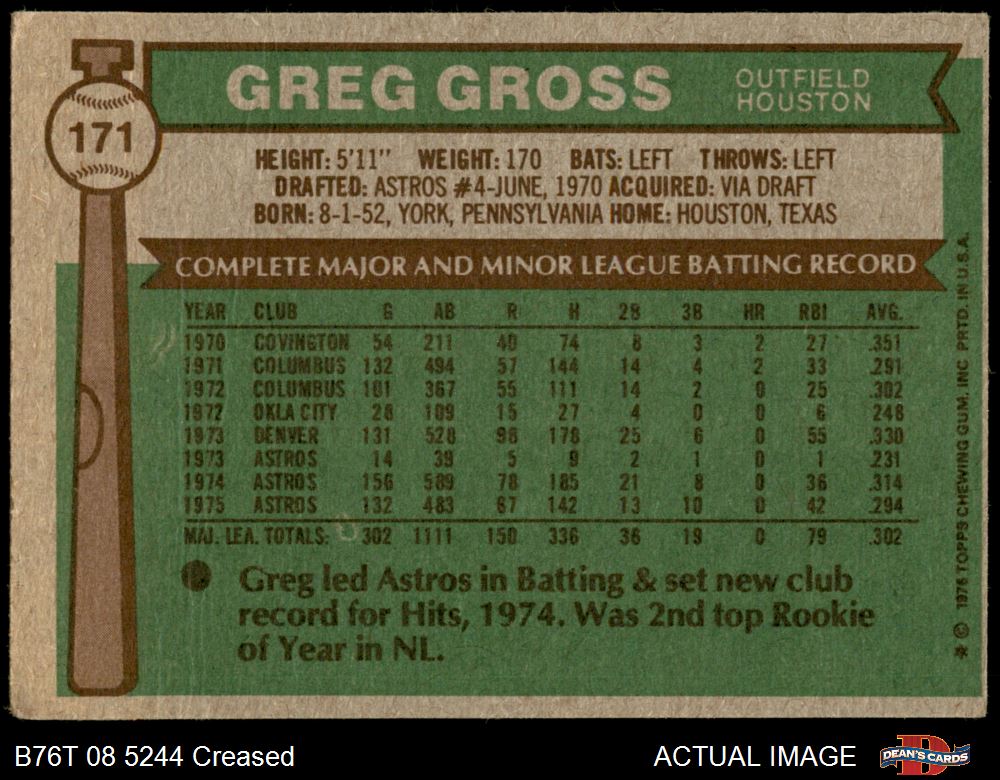 171
GREG GROSS
OUTFIELD
HOUSTON
HEIGHT: 5'11" WEIGHT: 170 BATS: LEFT THROWS: LEFT
DRAFTED: ASTROS #4-JUNE, 1970 ACQUIRED: VIA DRAFT
BORN: 8-1-52, YORK, PENNSYLVANIA HOME: HOUSTON, TEXAS
COMPLETE MAJOR AND MINOR LEAGUE BATTING RECORD
YEAR CLUB G AB R H 2B 3B HR RBI AVG.
1970 COVINGTON 54 211 40 74 8 3 2 27 .351
1971 COLUMBUS 132 494 57 144 14 4 2 33 .291
1972 COLUMBUS 101 367 55 111 14 2 0 25 .302
1972 OKLA CITY 28 109 15 27 4 0 0 6 .248
1973 DENVER 131 528 98 178 25 6 0 55 .330
1973 ASTROS 14 39 5 9 2 1 0 1 .231
1974 ASTROS 156 589 78 185 21 8 0 36 .314
1975 ASTROS 132 483 67 142 13 10 0 42 .294
MAJ. LEA. TOTALS: 302 1111 150 336 36 19 0 79 .302
Greg led Astros in Batting & set new club
record for Hits, 1974. Was 2nd top Rookie
of Year in NL.
* © 1976 TOPPS CHEWING GUM, INC PRTD. IN U.S.A.
B76T 08 5244 Creased
ACTUAL IMAGE
D
DEAN'S CARDS